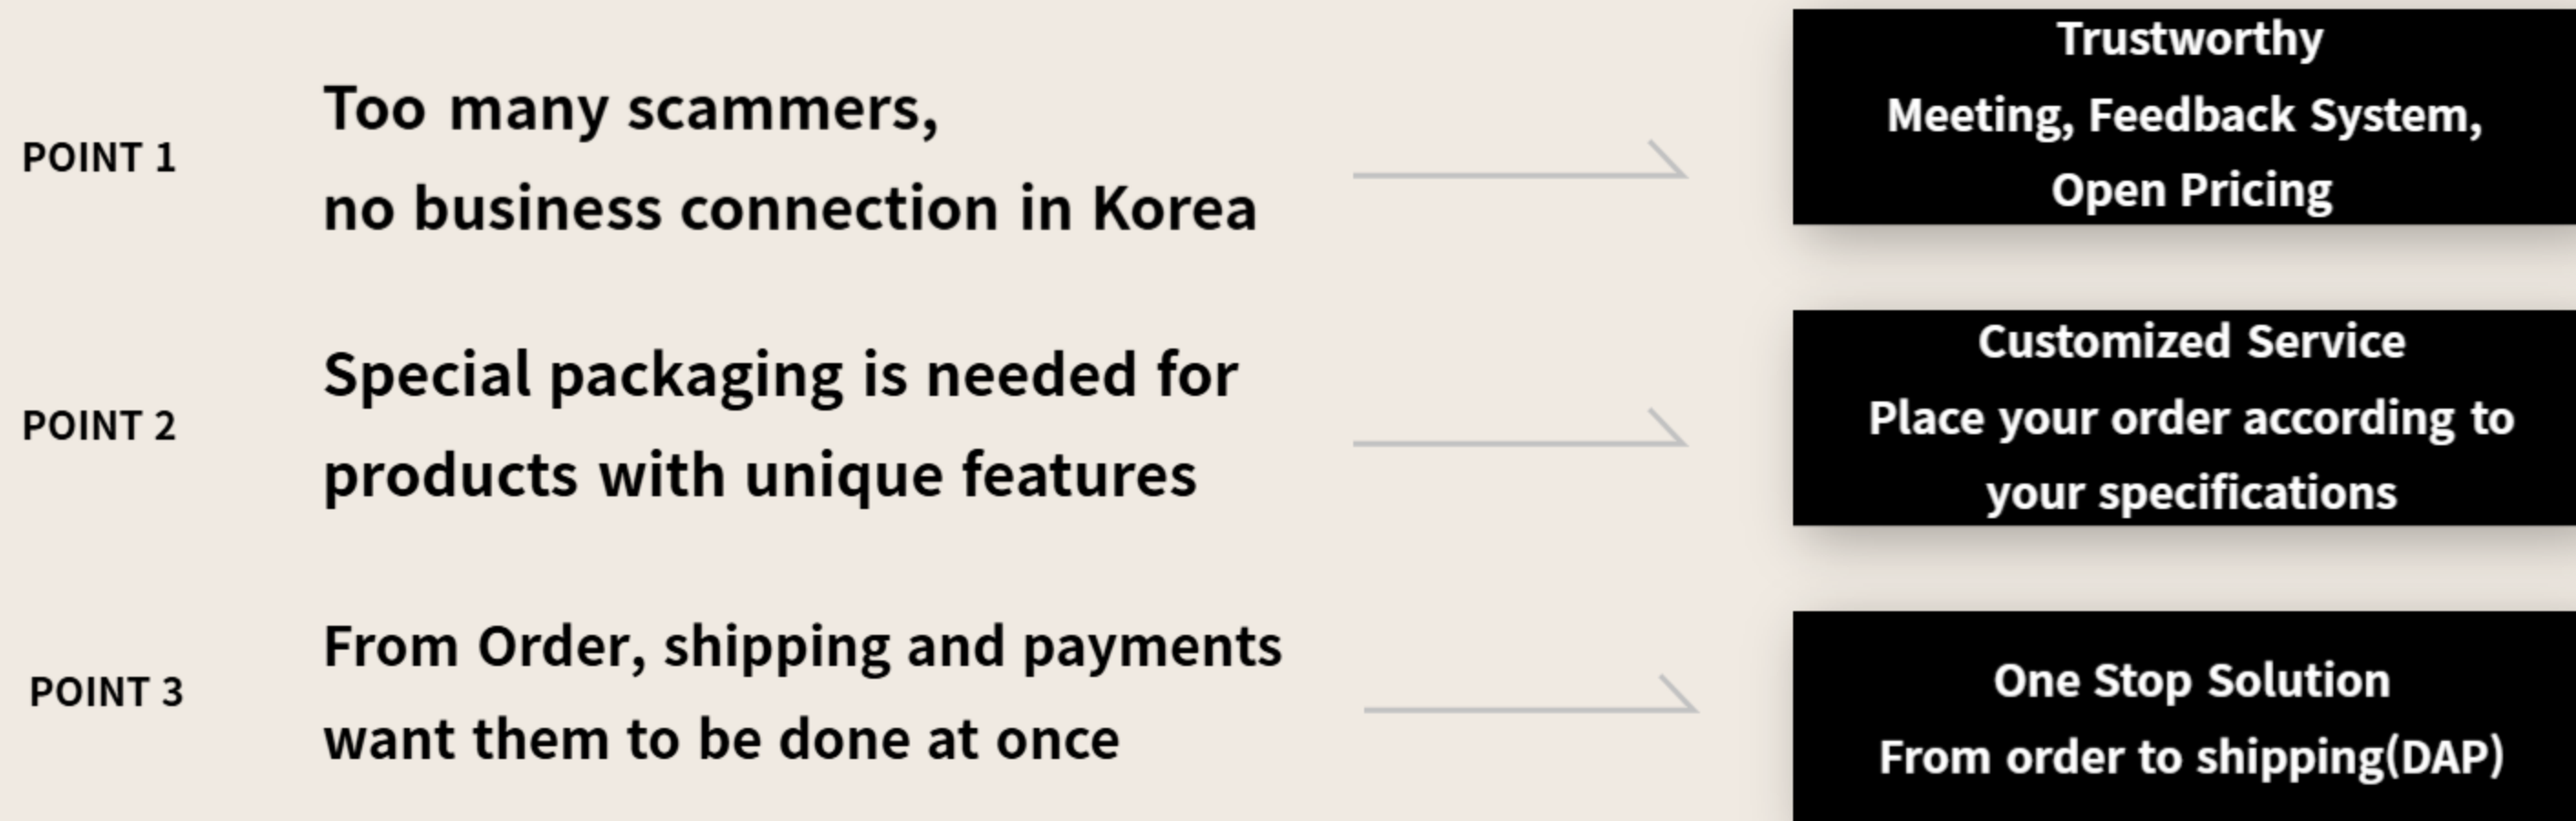 POINT 1
Too many scammers,
no business connection in Korea
Trustworthy
Meeting, Feedback System,
Open Pricing
POINT 2
Special packaging is needed for
products with unique features
Customized Service
Place your order according to
your specifications
POINT 3
From Order, shipping and payments
want them to be done at once
One Stop Solution
From order to shipping(DAP)